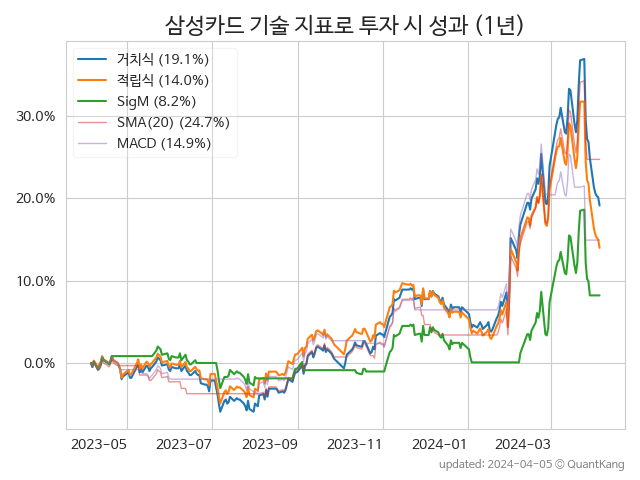 삼성카드 기술 지표로 투자 시 성과 (1년)
거치식 (19.1%)
적립식 (14.0%)
SigM (8.2%)
SMA(20) (24.7%)
MACD (14.9%)
30.0%
20.0%
10.0%
0.0%
2023-05 2023-07 2023-09 2023-11 2024-01 2024-03
updated: 2024-04-05 © QuantKang